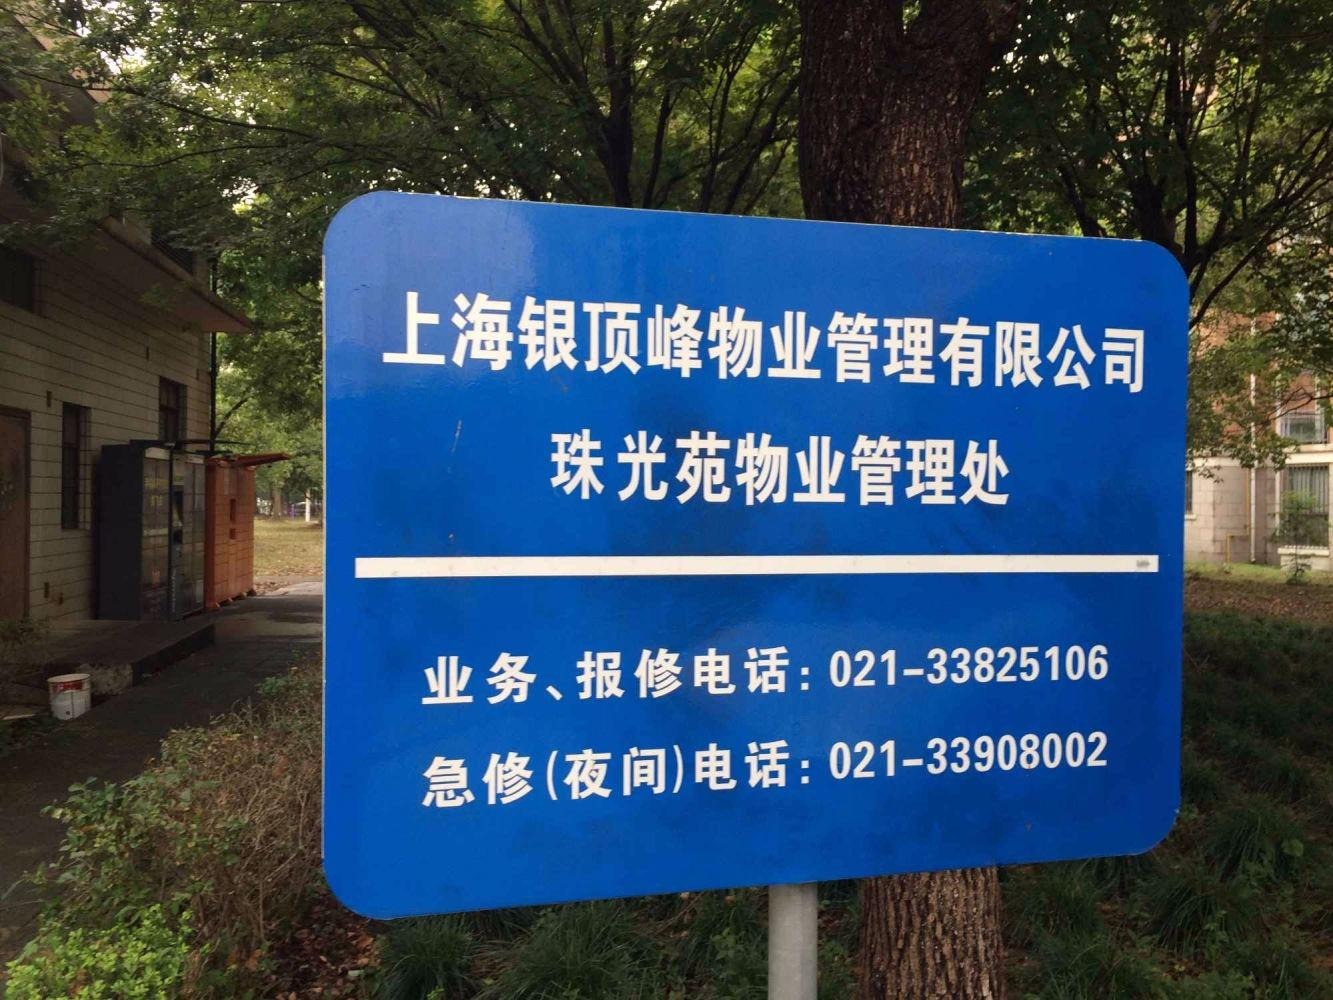 上海银顶峰物业管理有限公司
珠光苑物业管理处
业务、报修电话：021-33825106
急修(夜间)电话：021-33908002